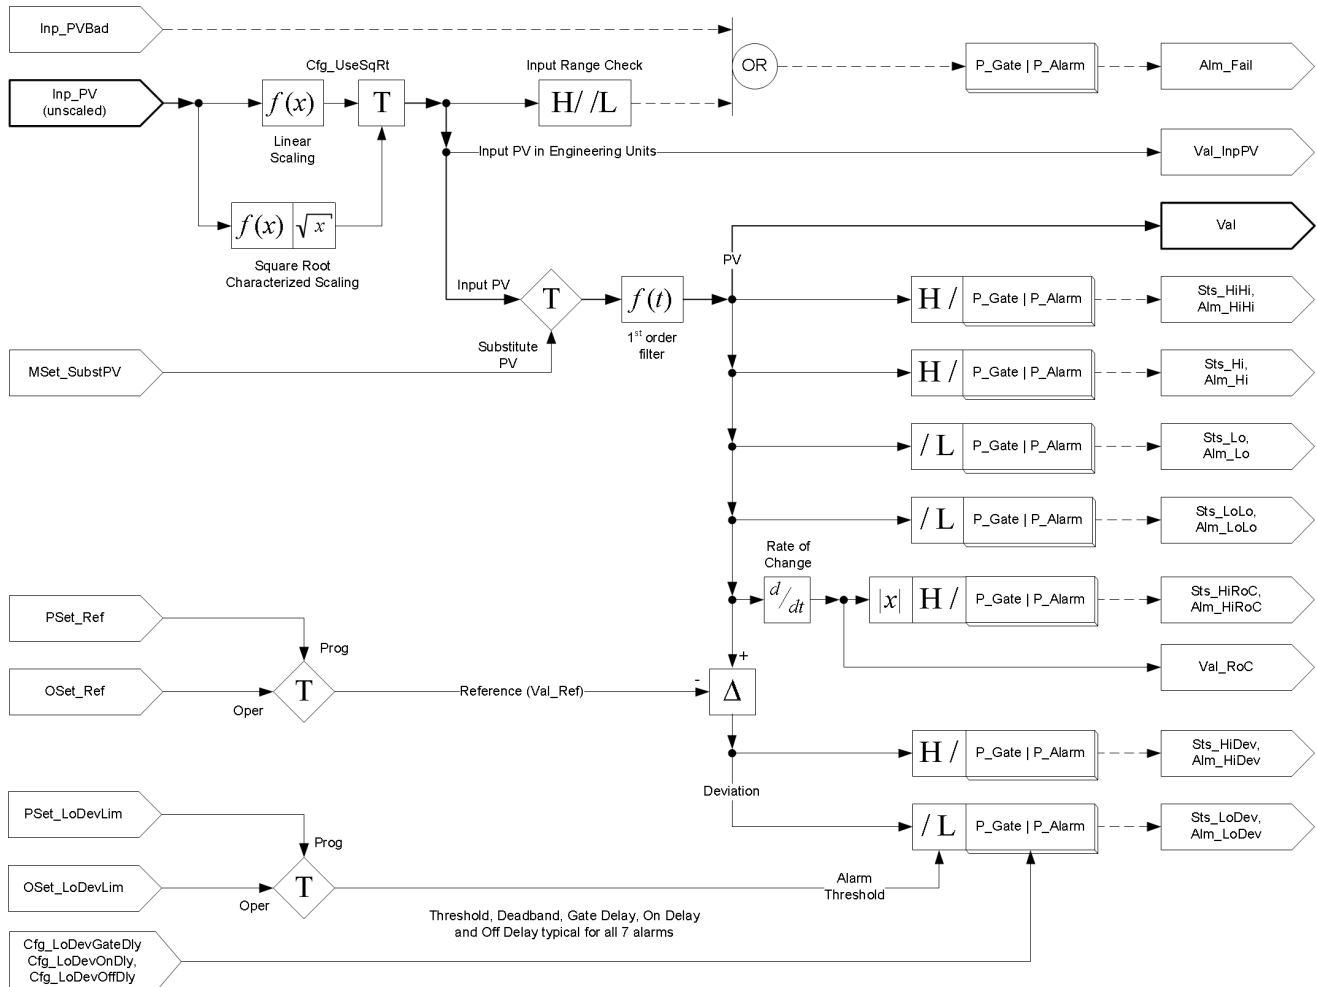 Inp_PVBad
Cfg_UseSqRt
Input Range Check
OR
P_Gate | P_Alarm
Alm_Fail
Inp_PV
(unscaled)
f(x)
T
H/ /L
Linear
Scaling
Input PV in Engineering Units
Val_InpPV
f(x) √x
Square Root
Characterized Scaling
Val
PV
Input PV
T
f(t)
1st order
filter
H/
P_Gate | P_Alarm
Sts_HiHi,
Alm_HiHi
Substitute
PV
MSet_SubstPV
H/
P_Gate | P_Alarm
Sts_Hi,
Alm_Hi
/L
P_Gate | P_Alarm
Sts_Lo,
Alm_Lo
/L
P_Gate | P_Alarm
Sts_LoLo,
Alm_LoLo
Rate of
Change
d/dt
|x| H/
P_Gate | P_Alarm
Sts_HiRoC,
Alm_HiRoC
PSet_Ref
Prog
Val_RoC
OSet_Ref
Oper
T
Reference (Val_Ref)
-
+
Δ
H/
P_Gate | P_Alarm
Sts_HiDev,
Alm_HiDev
Deviation
PSet_LoDevLim
Prog
/L
P_Gate | P_Alarm
Sts_LoDev,
Alm_LoDev
OSet_LoDevLim
Oper
T
Alarm
Threshold
Threshold, Deadband, Gate Delay, On Delay
and Off Delay typical for all 7 alarms
Cfg_LoDevGateDly
Cfg_LoDevOnDly,
Cfg_LoDevOffDly